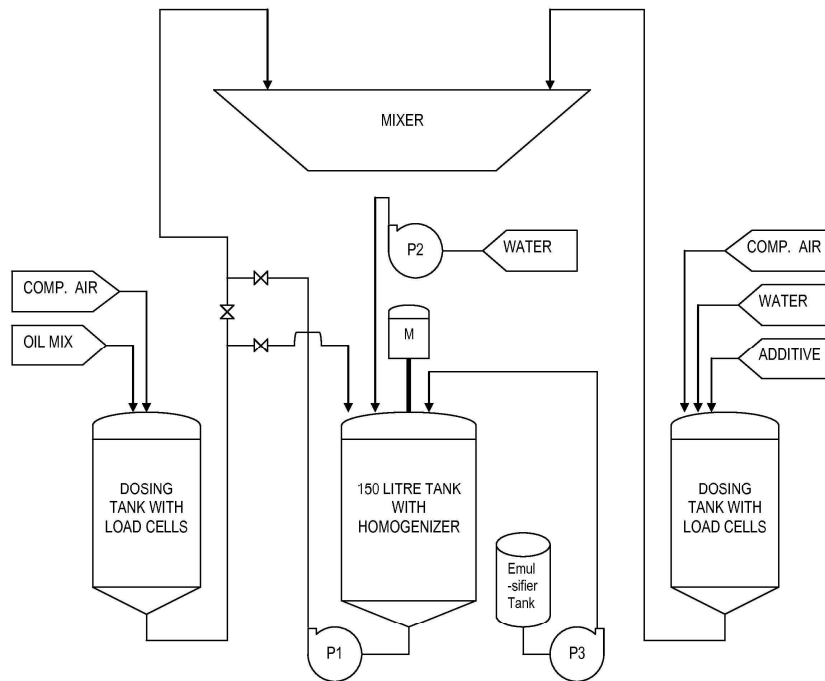 MIXER
P2
WATER
COMP. AIR
OIL MIX
M
COMP. AIR
WATER
ADDITIVE
DOSING
TANK WITH
LOAD CELLS
150 LITRE TANK
WITH
HOMOGENIZER
Emul
-sifier
Tank
DOSING
TANK WITH
LOAD CELLS
P1
P3